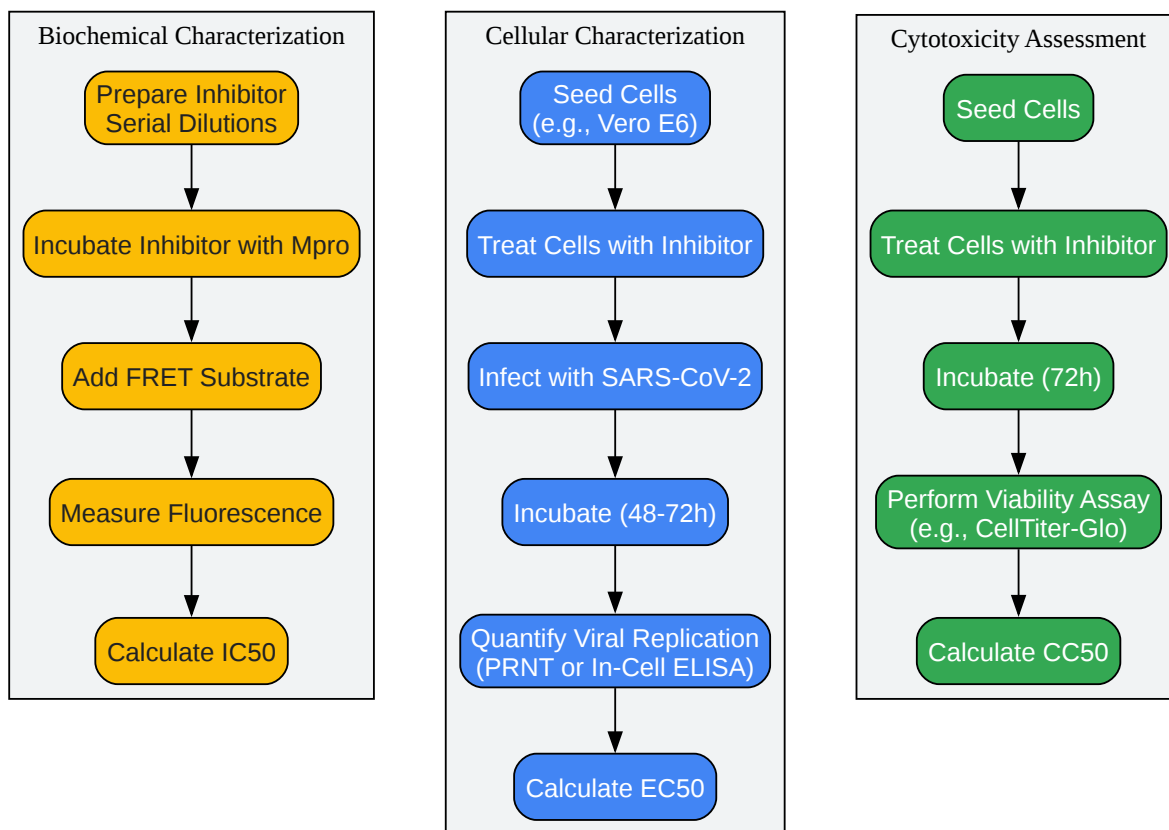 Biochemical Characterization
Prepare Inhibitor
Serial Dilutions
Incubate Inhibitor with Mpro
Add FRET Substrate
Measure Fluorescence
Calculate IC50
Cellular Characterization
Seed Cells
(e.g., Vero E6)
Treat Cells with Inhibitor
Infect with SARS-CoV-2
Incubate (48-72h)
Quantify Viral Replication
(PRNT or In-Cell ELISA)
Calculate EC50
Cytotoxicity Assessment
Seed Cells
Treat Cells with Inhibitor
Incubate (72h)
Perform Viability Assay
(e.g., CellTiter-Glo)
Calculate CC50